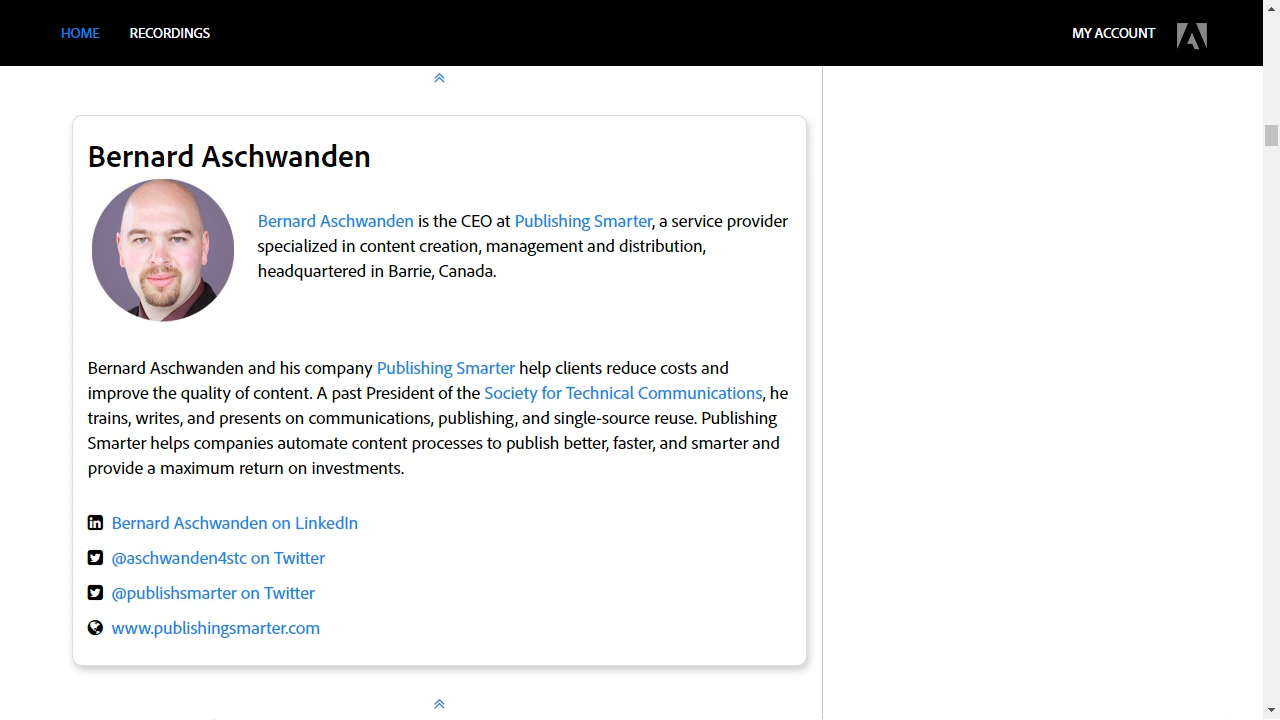 HOME RECORDINGS MY ACCOUNT
Bernard Aschwanden
Bernard Aschwanden is the CEO at Publishing Smarter, a service provider
specialized in content creation, management and distribution,
headquartered in Barrie, Canada.
Bernard Aschwanden and his company Publishing Smarter help clients reduce costs and
improve the quality of content. A past President of the Society for Technical Communications, he
trains, writes, and presents on communications, publishing, and single-source reuse. Publishing
Smarter helps companies automate content processes to publish better, faster, and smarter and
provide a maximum return on investments.
Bernard Aschwanden on LinkedIn
@aschwanden4stc on Twitter
@publishsmarter on Twitter
www.publishingsmarter.com